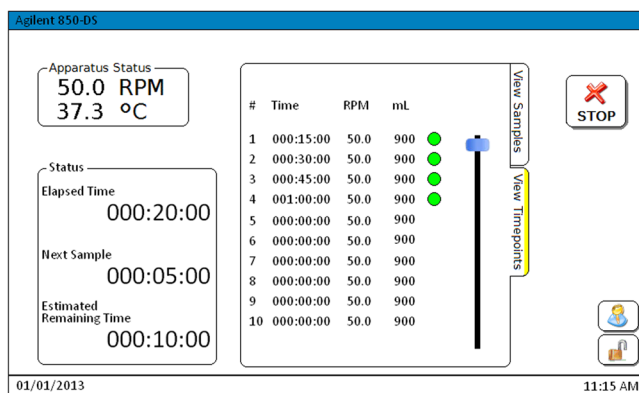 Agilent 850-DS
Apparatus Status
50.0 RPM
37.3 ºC
Status
Elapsed Time
000:20:00
Next Sample
000:05:00
Estimated
Remaining Time
000:10:00
# Time RPM mL
1 000:15:00 50.0 900
2 000:30:00 50.0 900
3 000:45:00 50.0 900
4 001:00:00 50.0 900
5 000:00:00 50.0 900
6 000:00:00 50.0 900
7 000:00:00 50.0 900
8 000:00:00 50.0 900
9 000:00:00 50.0 900
10 000:00:00 50.0 900
View Samples
View Timepoints
STOP
01/01/2013
11:15 AM